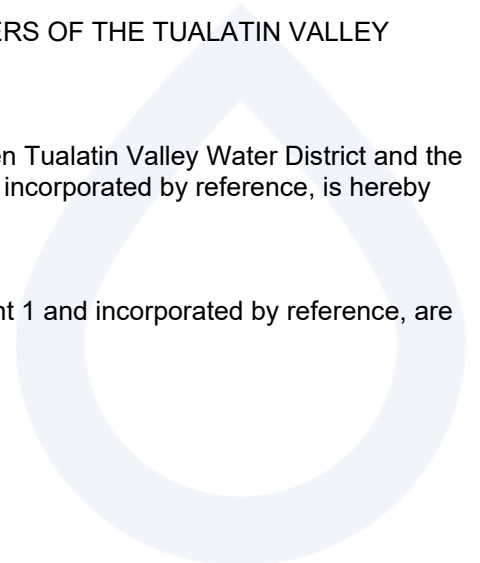 ERS OF THE TUALATIN VALLEY
en Tualatin Valley Water District and the
incorporated by reference, is hereby
nt 1 and incorporated by reference, are